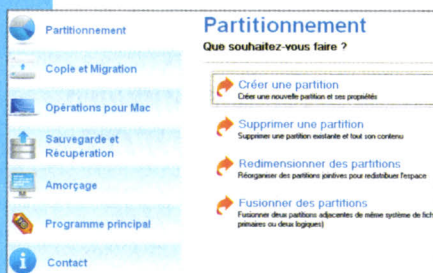 Partitionnement
Copie et Migration
Opérations pour Mac
Sauvegarde et
Récuperation
Amorçage
Programme principal
Contact
Partitionnement
Que souhaitez-vous faire ?
Créer une partition
Créer une nouvelle partition et ses propriétés
Supprimer une partition
Supprimer une partition existante et tout son contenu
Redimensionner des partitions
Réorganiser des partitions jointives pour redistribuer l'espace
Fusionner des partitions
Fusionner deux partitions adjacentes de même système de fich
primaires ou deux logiques)